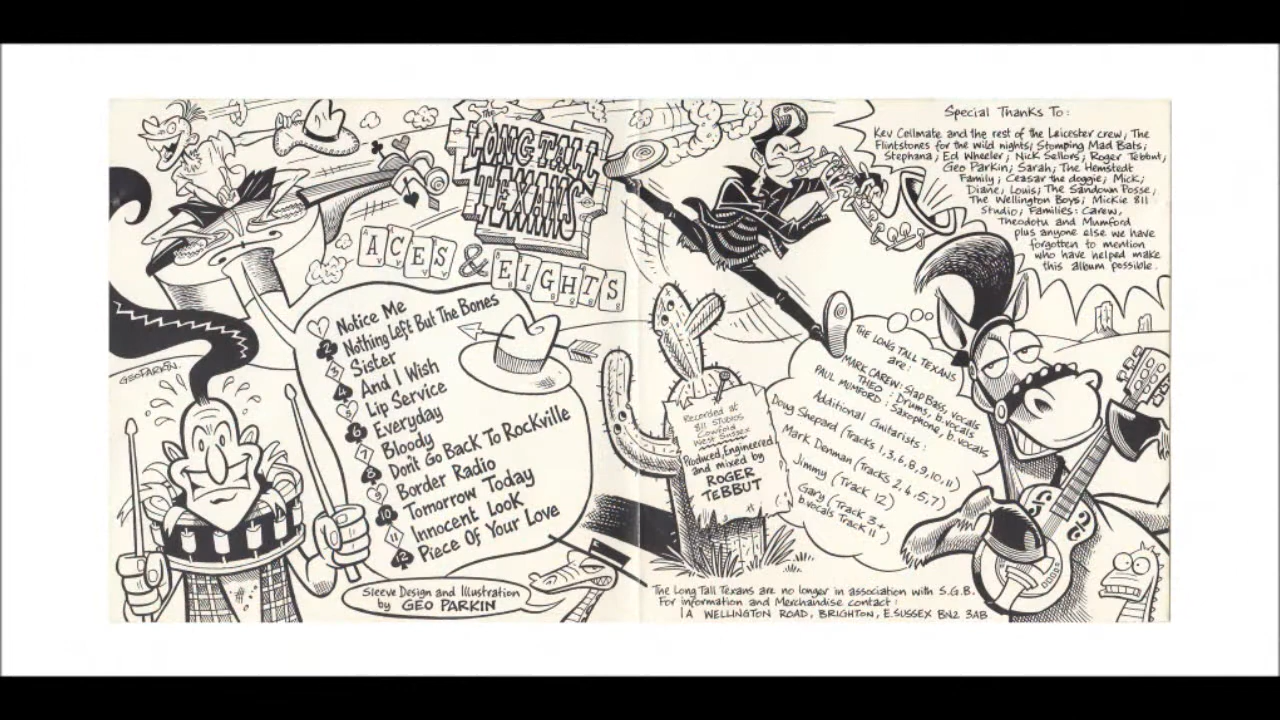 The
LONG TALL
TEXANS
ACES & EIGHTS
Notice Me
2 Nothing Left But The Bones
3 Sister
4 And I Wish
5 Lip Service
6 Everyday
7 Bloody
8 Don't Go Back To Rockville
9 Border Radio
10 Tomorrow Today
11 Innocent Look
12 Piece Of Your Love
GEO PARKIN.
Sleeve Design and Illustration
by GEO PARKIN
Special Thanks To:
Kev Cellmate and the rest of the Leicester crew; The
Flintstones for the wild nights; Stomping Mad Bats;
Stephana; Ed Wheeler; Nick Sellors; Roger Tebbut;
Geo Parkin; Sarah; The Hemstedt
Family; Ceasar the doggie; Mick;
Diane; Louis; The Sandown Posse;
The Wellington Boys; Mickie 811
Studio; Families: Carew,
Theodotu and Mumford
plus anyone else we have
forgotten to mention
who have helped make
this album possible.
THE LONG TALL TEXANS
are:
MARK CAREW: Slap Bass, vocals
THEO: Drums, b.vocals
PAUL MUMFORD: Saxophone, b.vocals
Additional Guitarists:
Doug Shepard (Tracks 1,3,6,8,9,10,11)
Mark Denman (Tracks 2,4,5,7)
Jimmy (Track 12)
Gary (Track 3 +
b.vocals Track 11)
Recorded at
811 STUDIOS
Cowfold
West Sussex
Produced, Engineered
and mixed by
ROGER
TEBBUT
The Long Tall Texans are no longer in association with S.G.B.
For information and Merchandise contact:
1A WELLINGTON ROAD, BRIGHTON, E.SUSSEX BN2 3AB